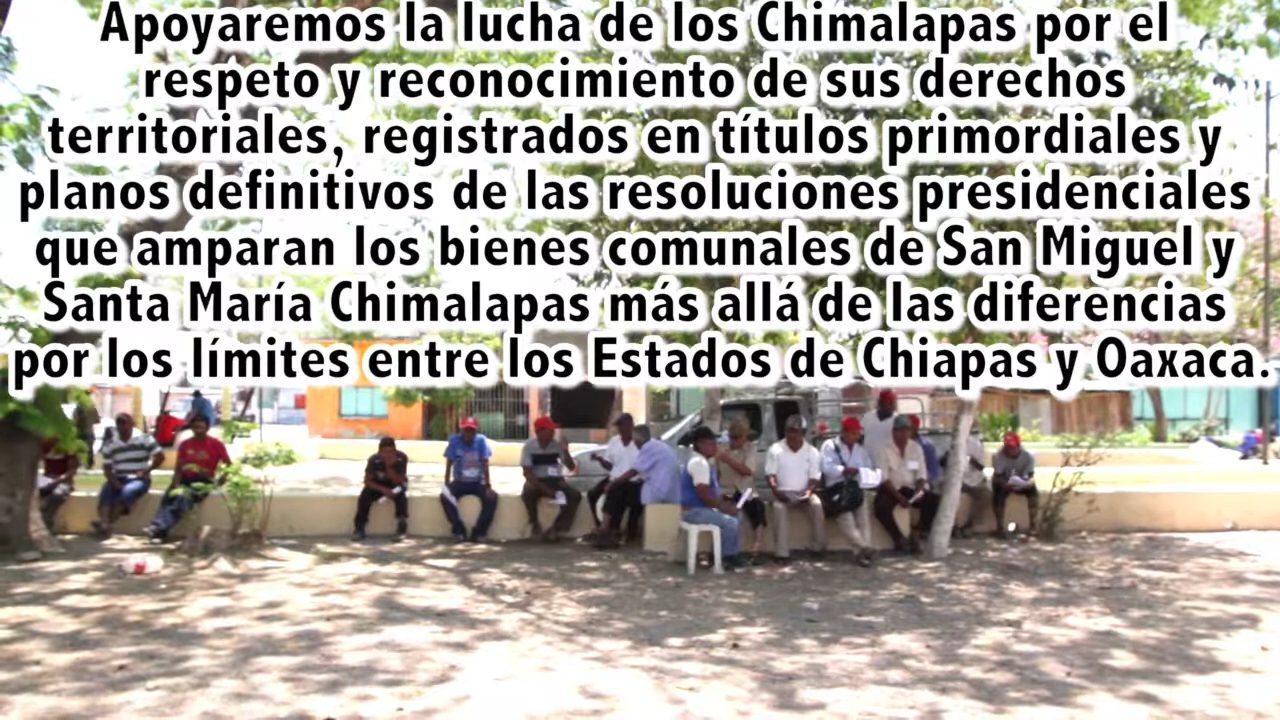 Apoyaremos la lucha de los Chimalapas por el
respeto y reconocimiento de sus derechos
territoriales, registrados en títulos primordiales y
planos definitivos de las resoluciones presidenciales
que amparan los bienes comunales de San Miguel y
Santa María Chimalapas más allá de las diferencias
por los límites entre los Estados de Chiapas y Oaxaca.